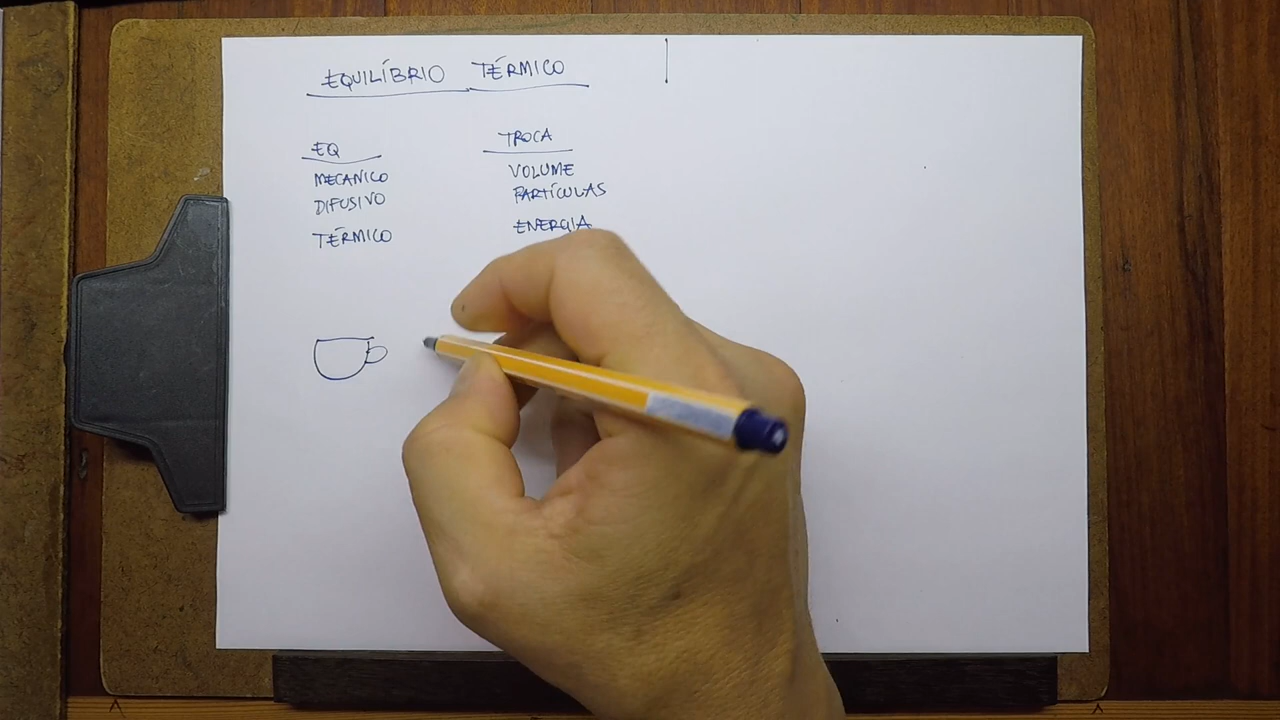 EQUILÍBRIO TÉRMICO
EQ TROCA
MECANICO VOLUME
DIFUSIVO PARTÍCULAS
TÉRMICO ENERGIA